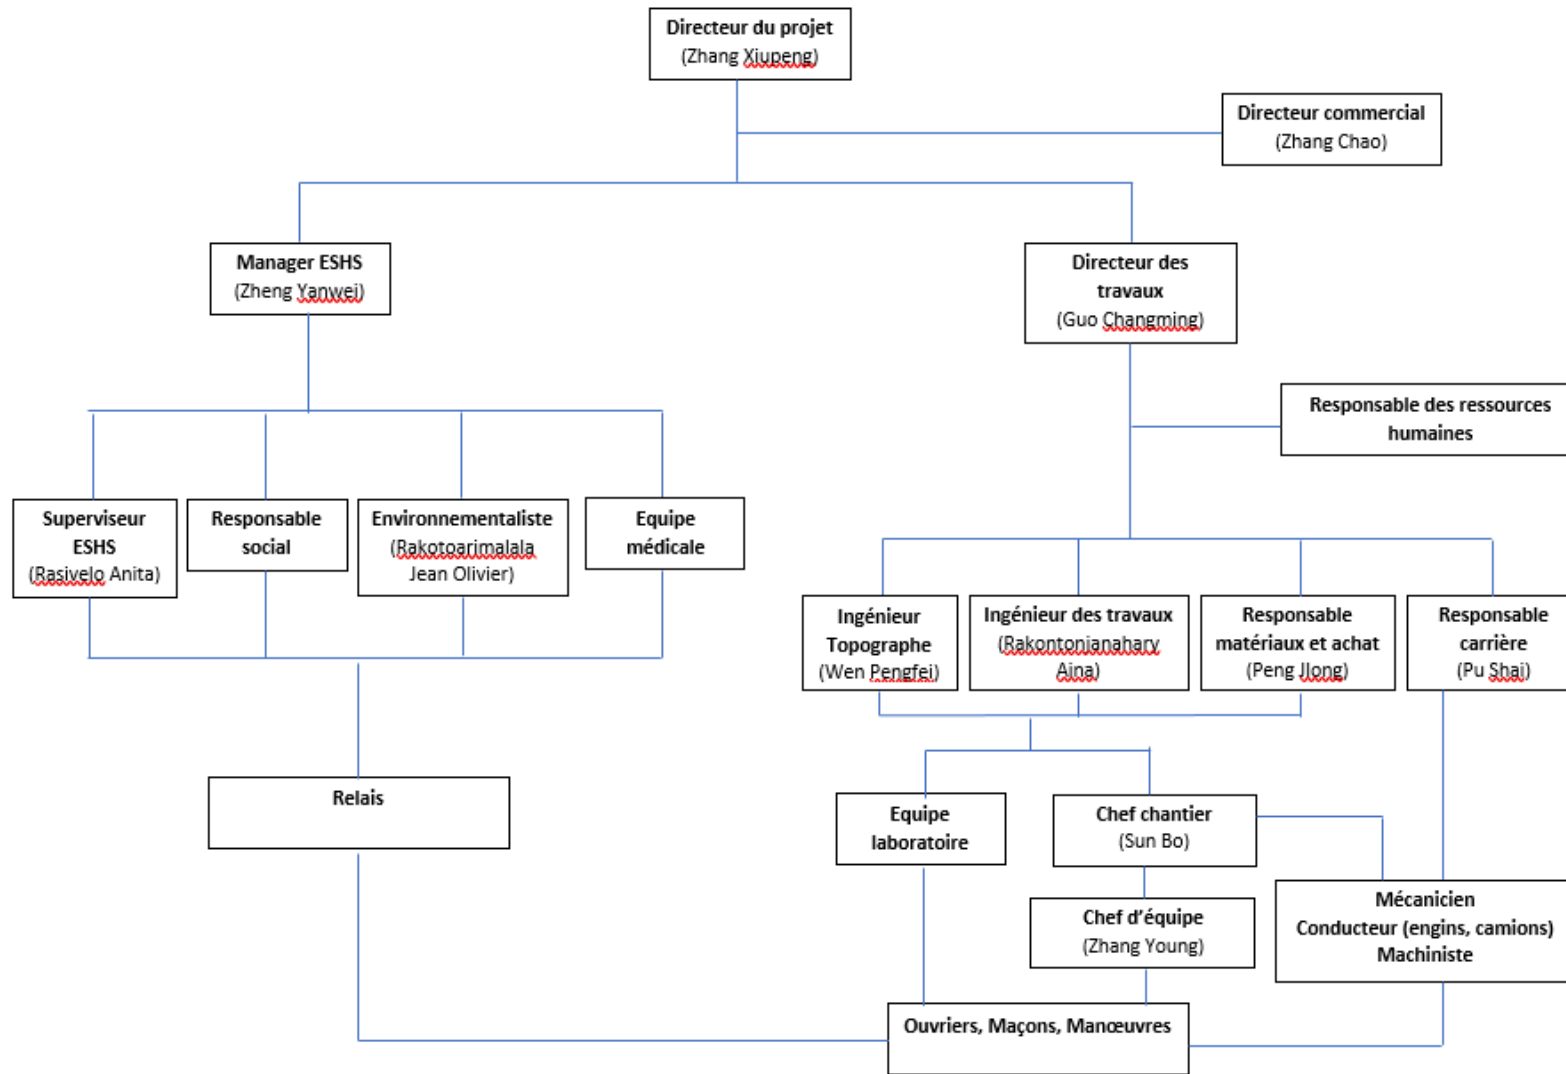 Directeur du projet
(Zhang Xiupeng)
Directeur commercial
(Zhang Chao)
Manager ESHS
(Zheng Yanwei)
Directeur des
travaux
(Guo Changming)
Responsable des ressources
humaines
Superviseur
ESHS
(Rasivelo Anita)
Responsable
social
Environnementaliste
(Rakotoarimalala
Jean Olivier)
Equipe
médicale
Ingénieur
Topographe
(Wen Pengfei)
Ingénieur des travaux
(Rakontonjanahary
Aina)
Responsable
matériaux et achat
(Peng JIong)
Responsable
carrière
(Pu Shai)
Relais
Equipe
laboratoire
Chef chantier
(Sun Bo)
Chef d’équipe
(Zhang Young)
Mécanicien
Conducteur (engins, camions)
Machiniste
Ouvriers, Maçons, Manœuvres